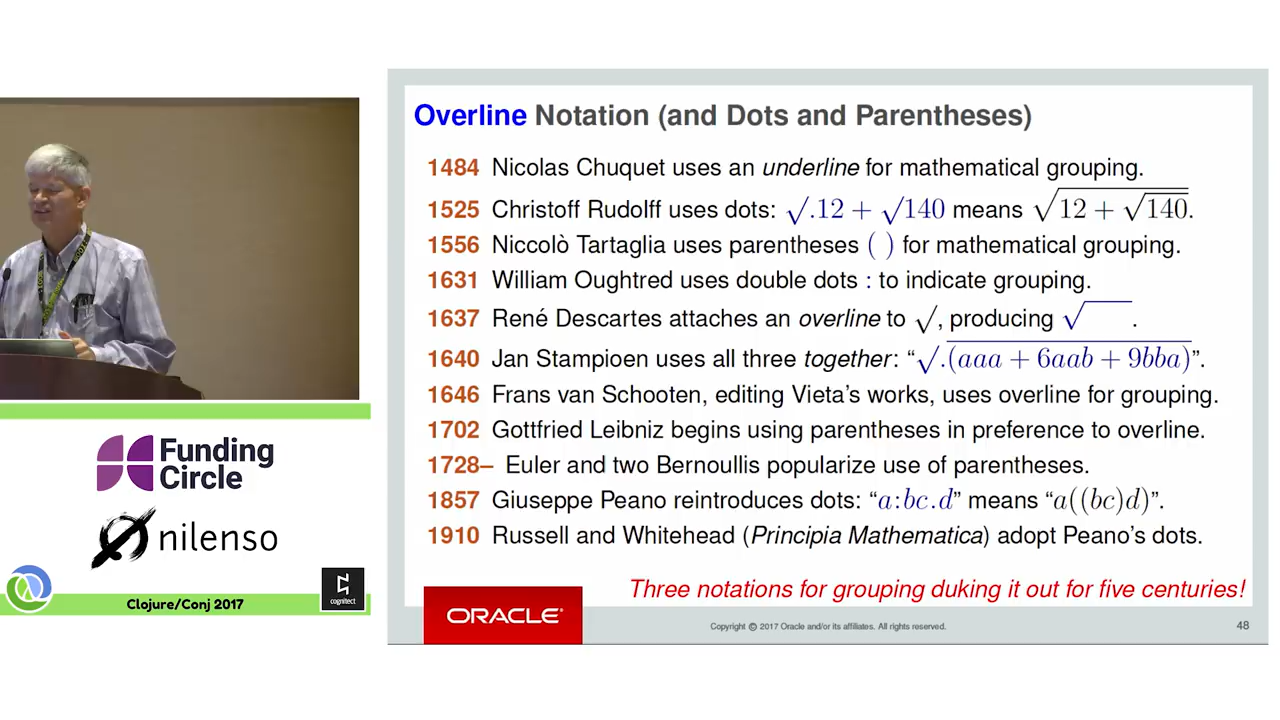 Overline Notation (and Dots and Parentheses)
1484 Nicolas Chuquet uses an underline for mathematical grouping.
1525 Christoff Rudolff uses dots: √.12 + √140 means √(12 + √140).
1556 Niccolò Tartaglia uses parentheses ( ) for mathematical grouping.
1631 William Oughtred uses double dots : to indicate grouping.
1637 René Descartes attaches an overline to √, producing √‾‾.
1640 Jan Stampioen uses all three together: “√.(aaa + 6aab + 9bba)”.
1646 Frans van Schooten, editing Vieta’s works, uses overline for grouping.
1702 Gottfried Leibniz begins using parentheses in preference to overline.
1728– Euler and two Bernoullis popularize use of parentheses.
1857 Giuseppe Peano reintroduces dots: “a:bc.d” means “a((bc)d)”.
1910 Russell and Whitehead (Principia Mathematica) adopt Peano’s dots.
Three notations for grouping duking it out for five centuries!
ORACLE
Copyright © 2017 Oracle and/or its affiliates. All rights reserved.
48
Funding
Circle
nilenso
Clojure/Conj 2017
cognitect